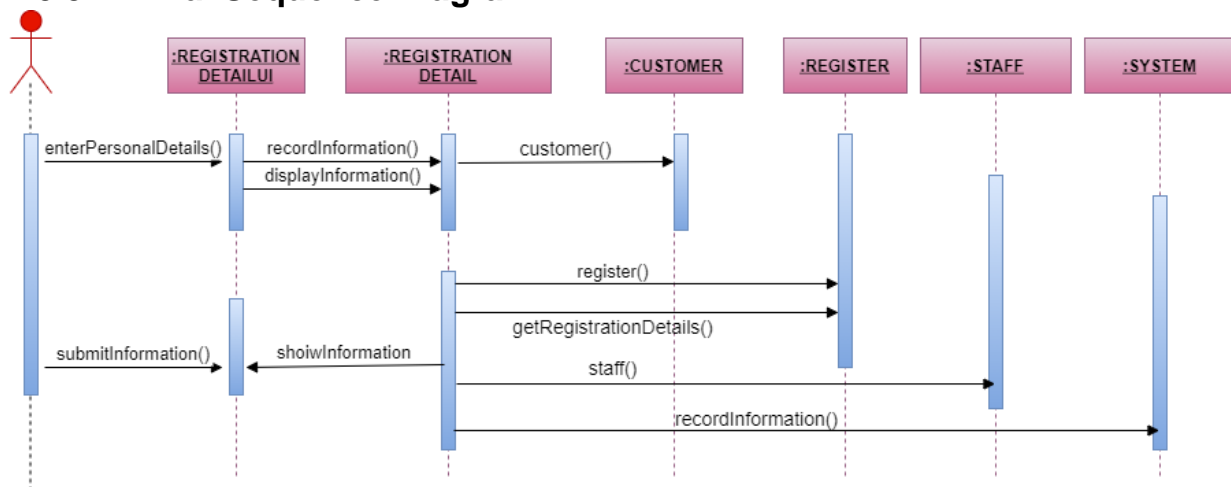 :REGISTRATION
DETAILUI
:REGISTRATION
DETAIL
:CUSTOMER
:REGISTER
:STAFF
:SYSTEM
enterPersonalDetails()
recordInformation()
customer()
displayInformation()
register()
getRegistrationDetails()
submitInformation()
shoiwInformation
staff()
recordInformation()